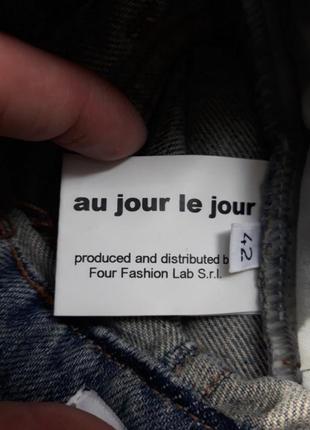 au jour le jour
produced and distributed b
Four Fashion Lab S.r.l.
42